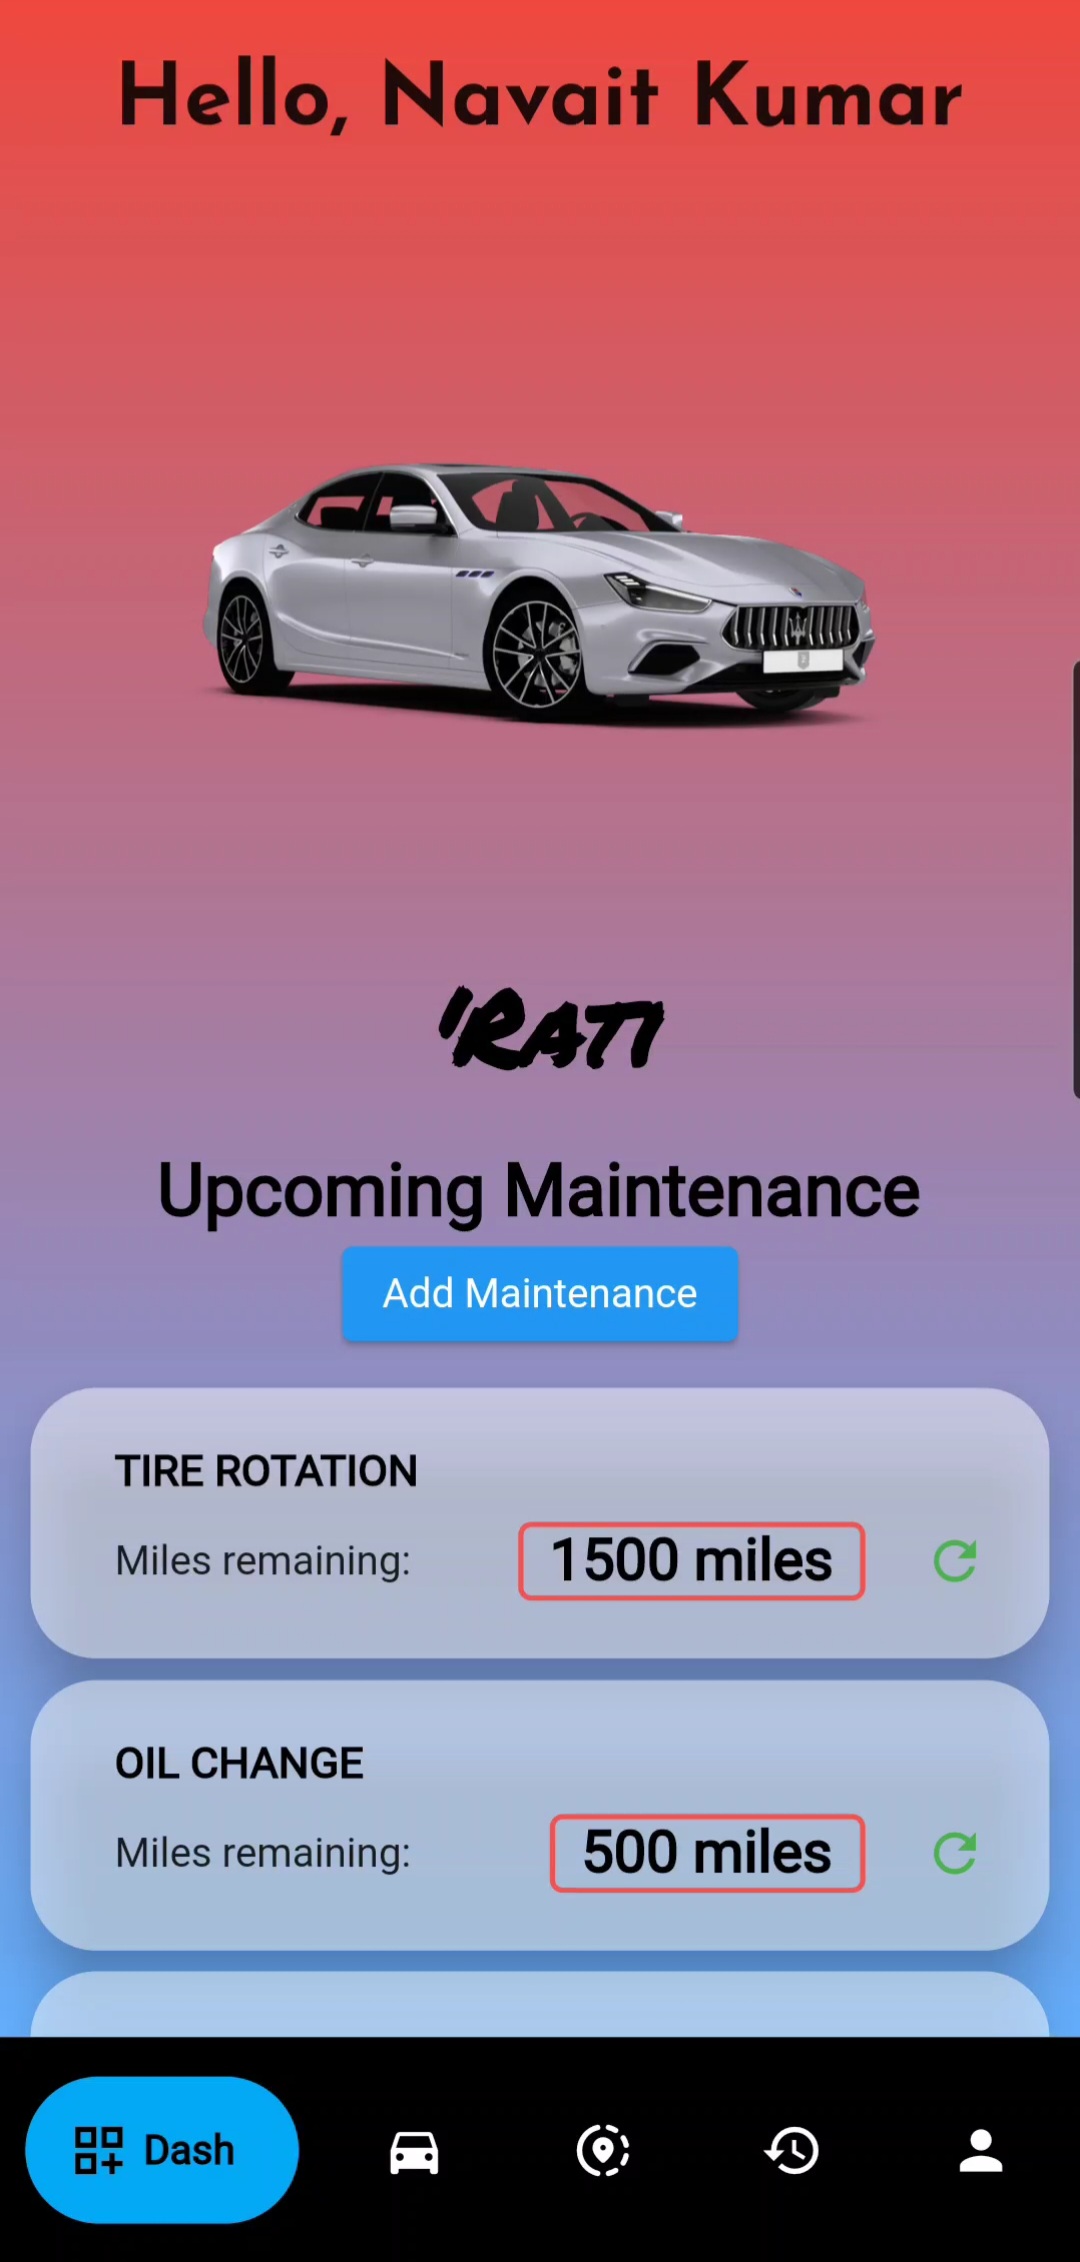 Hello, Navait Kumar
'RATI
Upcoming Maintenance
Add Maintenance
TIRE ROTATION
Miles remaining: 1500 miles
OIL CHANGE
Miles remaining: 500 miles
Dash